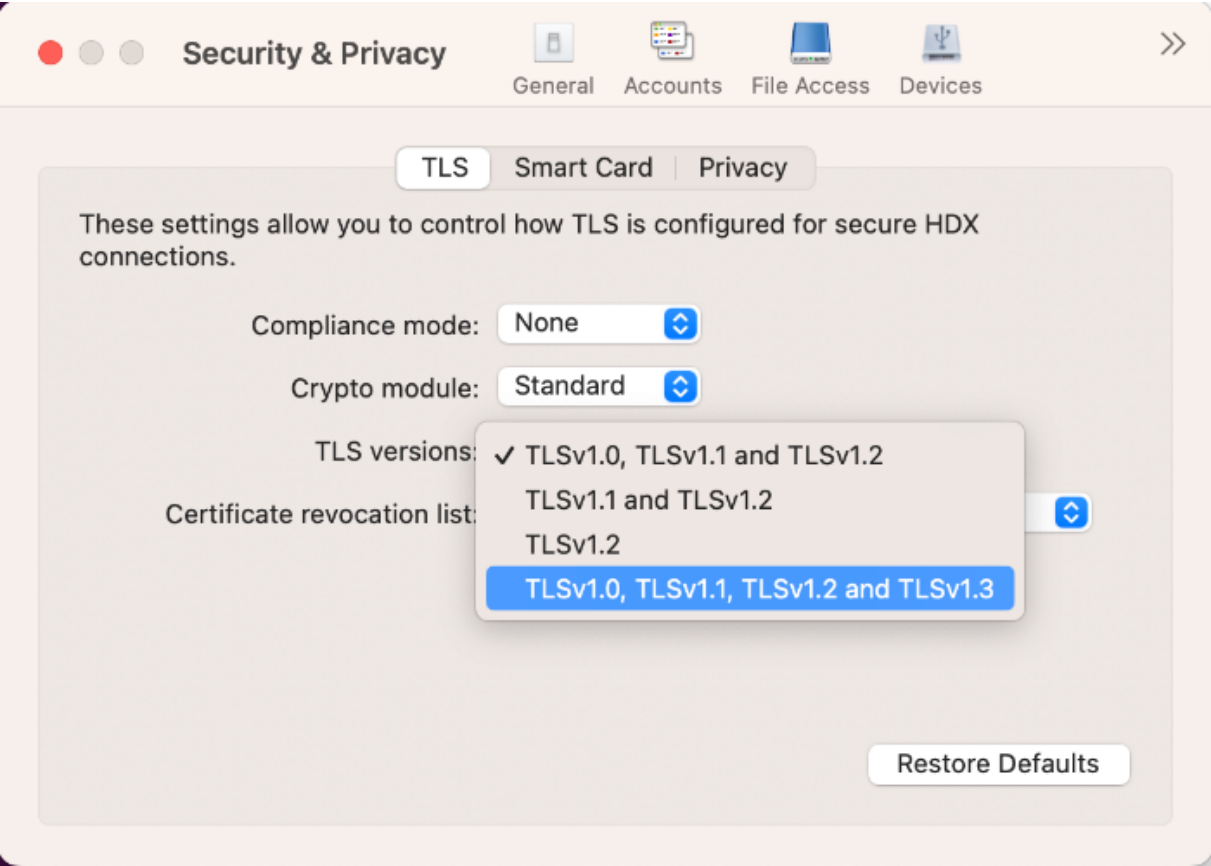 Security & Privacy
General
Accounts
File Access
Devices
TLS
Smart Card
Privacy
These settings allow you to control how TLS is configured for secure HDX
connections.
Compliance mode: None
Crypto module: Standard
TLS versions:
✓ TLSv1.0, TLSv1.1 and TLSv1.2
TLSv1.1 and TLSv1.2
TLSv1.2
TLSv1.0, TLSv1.1, TLSv1.2 and TLSv1.3
Certificate revocation list:
Restore Defaults